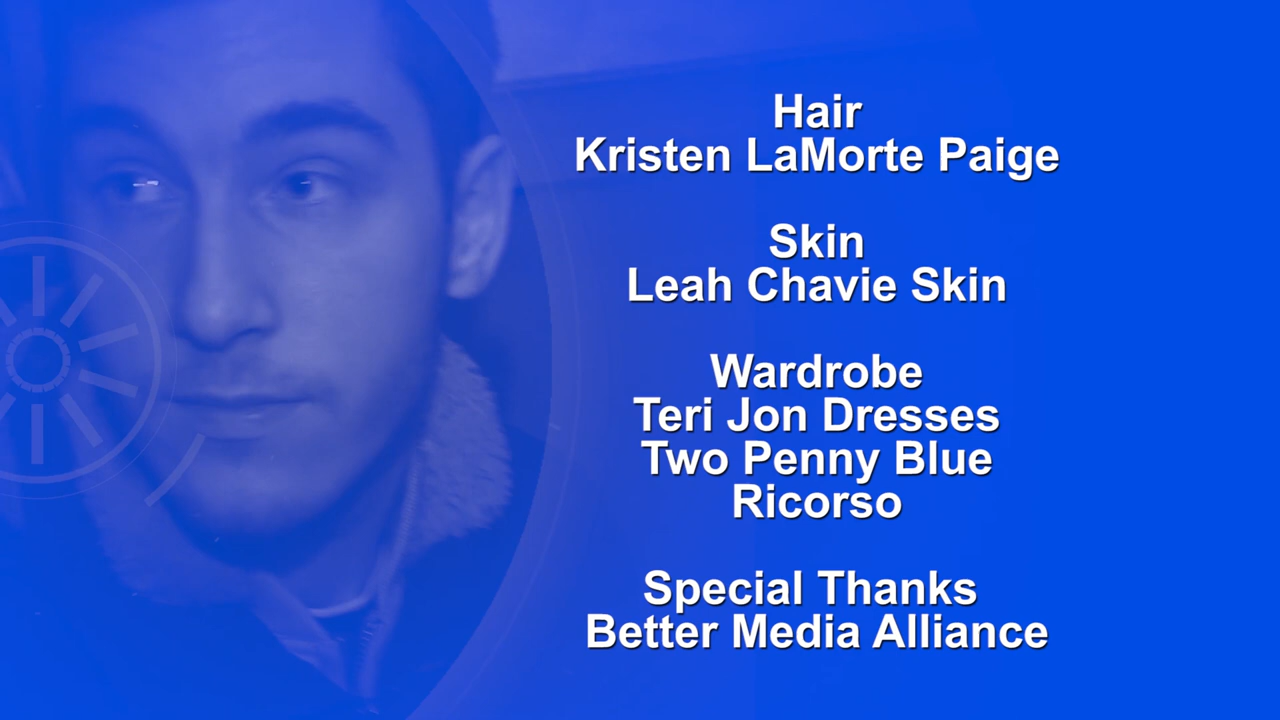 Hair
Kristen LaMorte Paige
Skin
Leah Chavie Skin
Wardrobe
Teri Jon Dresses
Two Penny Blue
Ricorso
Special Thanks
Better Media Alliance